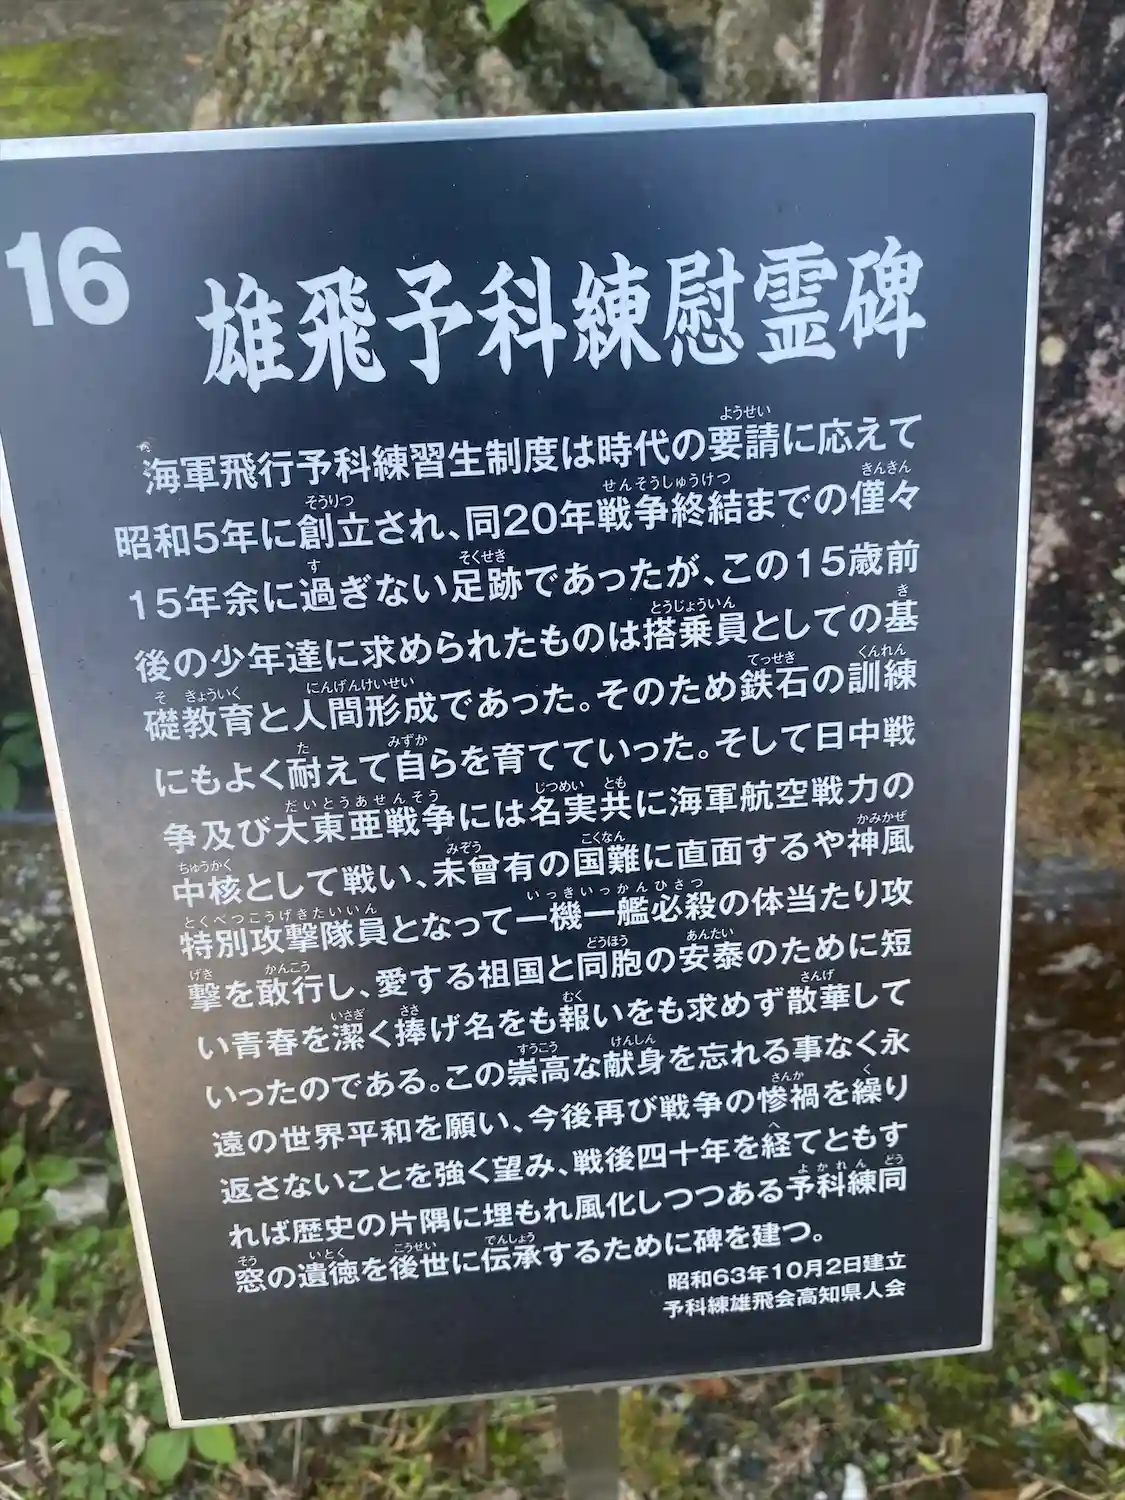 16
雄飛予科練慰霊碑
海軍飛行予科練習生制度は時代の要請に応えて
昭和5年に創立され、同20年戦争終結までの僅々
15年余に過ぎない足跡であったが、この15歳前
後の少年達に求められたものは搭乗員としての基
礎教育と人間形成であった。そのため鉄石の訓練
にもよく耐えて自らを育てていった。そして日中戦
争及び大東亜戦争には名実共に海軍航空戦力の
中核として戦い、未曾有の国難に直面するや神風
特別攻撃隊員となって一機一艦必殺の体当たり攻
撃を敢行し、愛する祖国と同胞の安泰のために短
い青春を潔く捧げ名をも報いをも求めず散華して
いったのである。この崇高な献身を忘れる事なく永
遠の世界平和を願い、今後再び戦争の惨禍を繰り
返さないことを強く望み、戦後四十年を経てともす
れば歴史の片隅に埋もれ風化しつつある予科練同
窓の遺徳を後世に伝承するために碑を建つ。
昭和63年10月2日建立
予科練雄飛会高知県人会